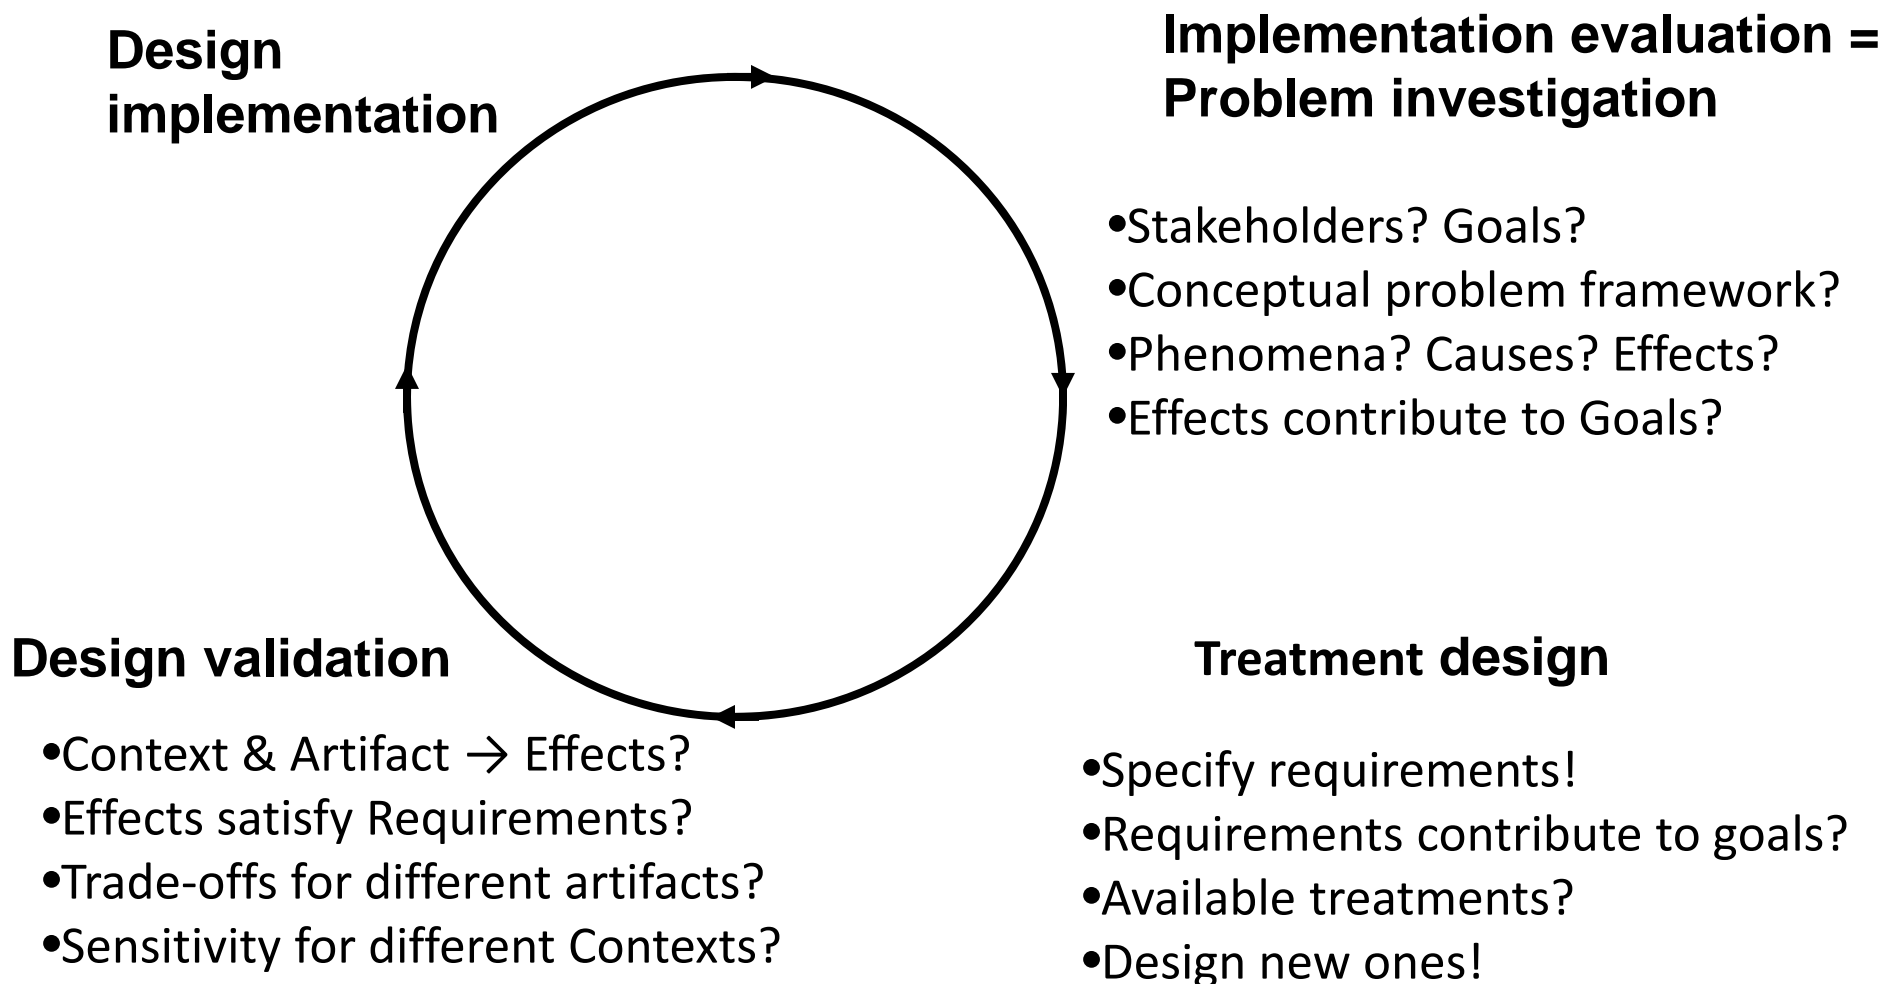 Design
implementation
Implementation evaluation =
Problem investigation
•Stakeholders? Goals?
•Conceptual problem framework?
•Phenomena? Causes? Effects?
•Effects contribute to Goals?
Design validation
•Context & Artifact → Effects?
•Effects satisfy Requirements?
•Trade-offs for different artifacts?
•Sensitivity for different Contexts?
Treatment design
•Specify requirements!
•Requirements contribute to goals?
•Available treatments?
•Design new ones!